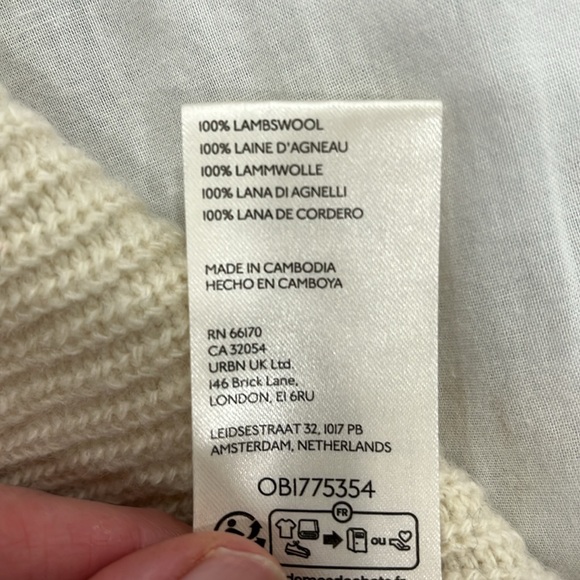 100% LAMBSWOOL
100% LAINE D'AGNEAU
100% LAMMWOLLE
100% LANA DI AGNELLI
100% LANA DE CORDERO
MADE IN CAMBODIA
HECHO EN CAMBOYA
RN 66170
CA 32054
URBN UK Ltd.
146 Brick Lane,
LONDON, E1 6RU
LEIDSESTRAAT 32, 1017 PB
AMSTERDAM, NETHERLANDS
OB1775354
FR
ou